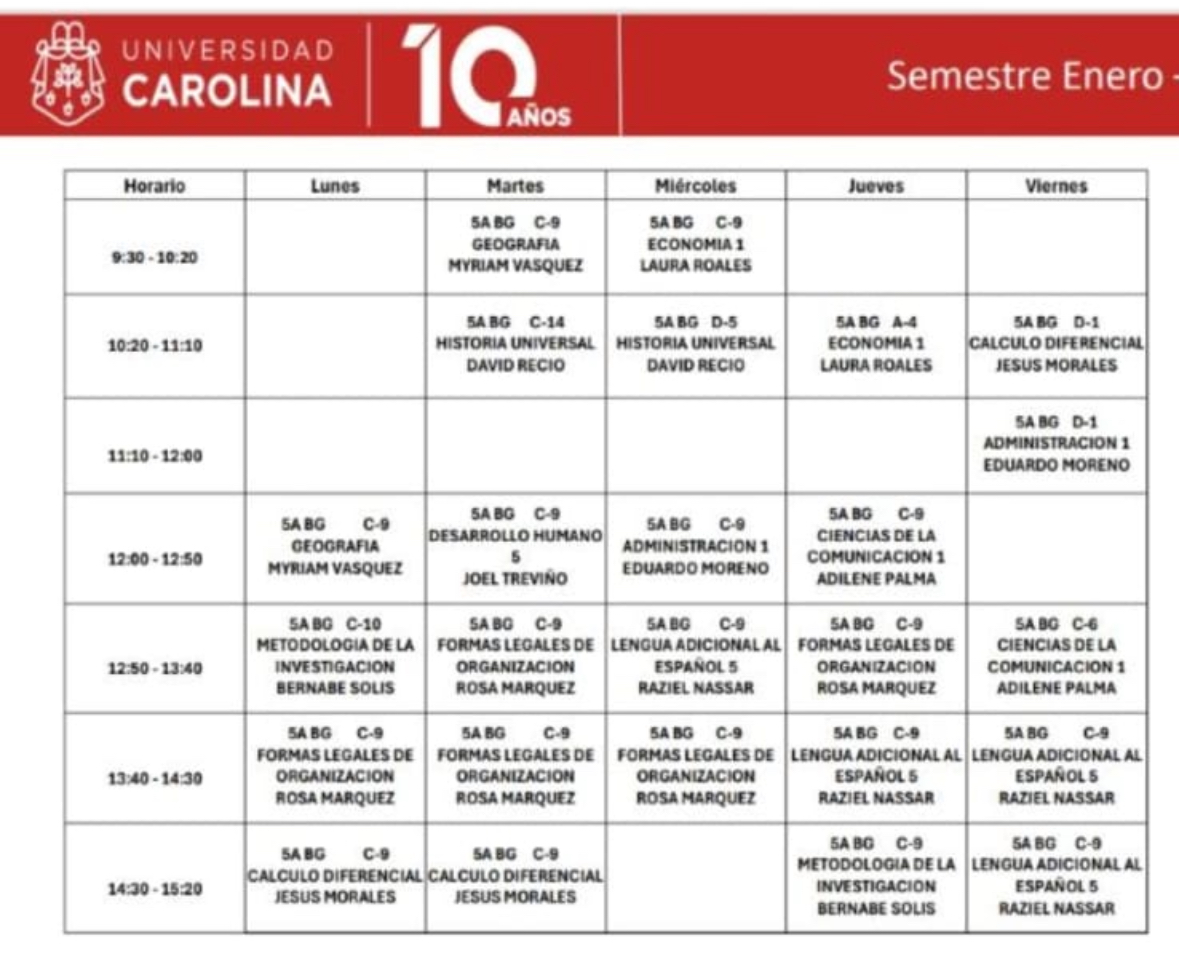 UNIVERSIDAD
CAROLINA
10
AÑOS
Semestre Enero -
Horario Lunes Martes Miércoles Jueves Viernes
9:30 - 10:20
5A BG C-9
GEOGRAFIA
MYRIAM VASQUEZ
5A BG C-9
ECONOMIA 1
LAURA ROALES
10:20 - 11:10
5A BG C-14
HISTORIA UNIVERSAL
DAVID RECIO
5A BG D-5
HISTORIA UNIVERSAL
DAVID RECIO
5A BG A-4
ECONOMIA 1
LAURA ROALES
5A BG D-1
CALCULO DIFERENCIAL
JESUS MORALES
11:10 - 12:00
5A BG D-1
ADMINISTRACION 1
EDUARDO MORENO
12:00 - 12:50
5A BG C-9
GEOGRAFIA
MYRIAM VASQUEZ
5A BG C-9
DESARROLLO HUMANO
5
JOEL TREVIÑO
5A BG C-9
ADMINISTRACION 1
EDUARDO MORENO
5A BG C-9
CIENCIAS DE LA
COMUNICACION 1
ADILENE PALMA
12:50 - 13:40
5A BG C-10
METODOLOGIA DE LA
INVESTIGACION
BERNABE SOLIS
5A BG C-9
FORMAS LEGALES DE
ORGANIZACION
ROSA MARQUEZ
5A BG C-9
LENGUA ADICIONAL AL
ESPAÑOL 5
RAZIEL NASSAR
5A BG C-9
FORMAS LEGALES DE
ORGANIZACION
ROSA MARQUEZ
5A BG C-6
CIENCIAS DE LA
COMUNICACION 1
ADILENE PALMA
13:40 - 14:30
5A BG C-9
FORMAS LEGALES DE
ORGANIZACION
ROSA MARQUEZ
5A BG C-9
FORMAS LEGALES DE
ORGANIZACION
ROSA MARQUEZ
5A BG C-9
FORMAS LEGALES DE
ORGANIZACION
ROSA MARQUEZ
5A BG C-9
LENGUA ADICIONAL AL
ESPAÑOL 5
RAZIEL NASSAR
5A BG C-9
LENGUA ADICIONAL AL
ESPAÑOL 5
RAZIEL NASSAR
14:30 - 15:20
5A BG C-9
CALCULO DIFERENCIAL
JESUS MORALES
5A BG C-9
CALCULO DIFERENCIAL
JESUS MORALES
5A BG C-9
METODOLOGIA DE LA
INVESTIGACION
BERNABE SOLIS
5A BG C-9
LENGUA ADICIONAL AL
ESPAÑOL 5
RAZIEL NASSAR